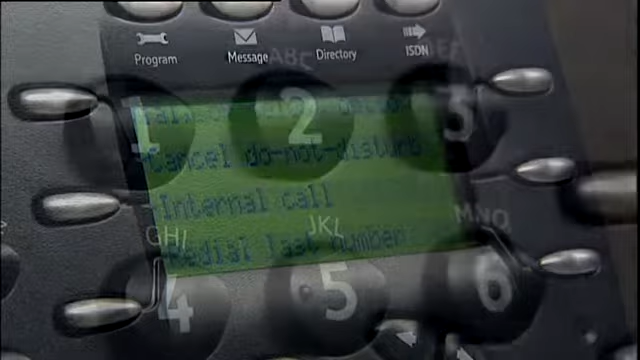 Program Message Directory ISDN
ABC
1 2 3
Cancel do-not-disturb
Internal call
GHI JKL MNO
Redial last number
4 5 6